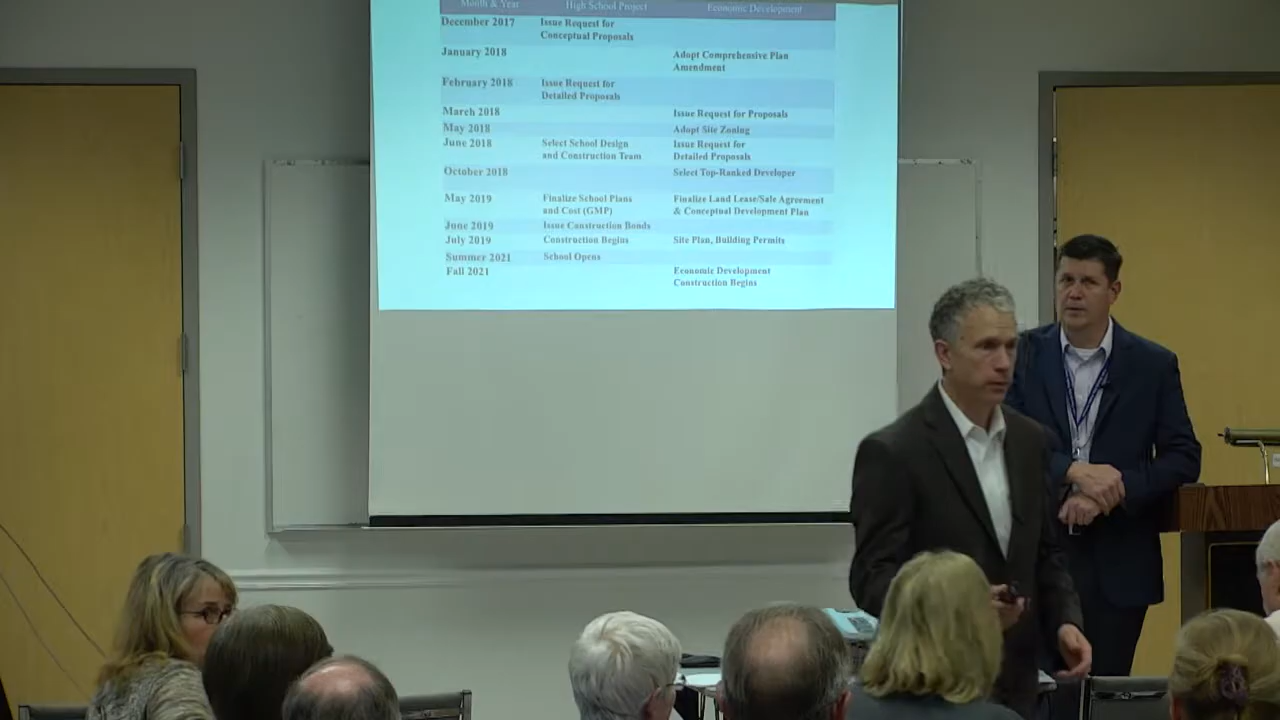 Month & Year High School Project Economic Development
December 2017 Issue Request for
Conceptual Proposals
January 2018 Adopt Comprehensive Plan
Amendment
February 2018 Issue Request for
Detailed Proposals
March 2018 Issue Request for Proposals
May 2018 Adopt Site Zoning
June 2018 Select School Design Issue Request for
and Construction Team Detailed Proposals
October 2018 Select Top-Ranked Developer
May 2019 Finalize School Plans Finalize Land Lease/Sale Agreement
and Cost (GMP) & Conceptual Development Plan
June 2019 Issue Construction Bonds
July 2019 Construction Begins Site Plan, Building Permits
Summer 2021 School Opens
Fall 2021 Economic Development
Construction Begins